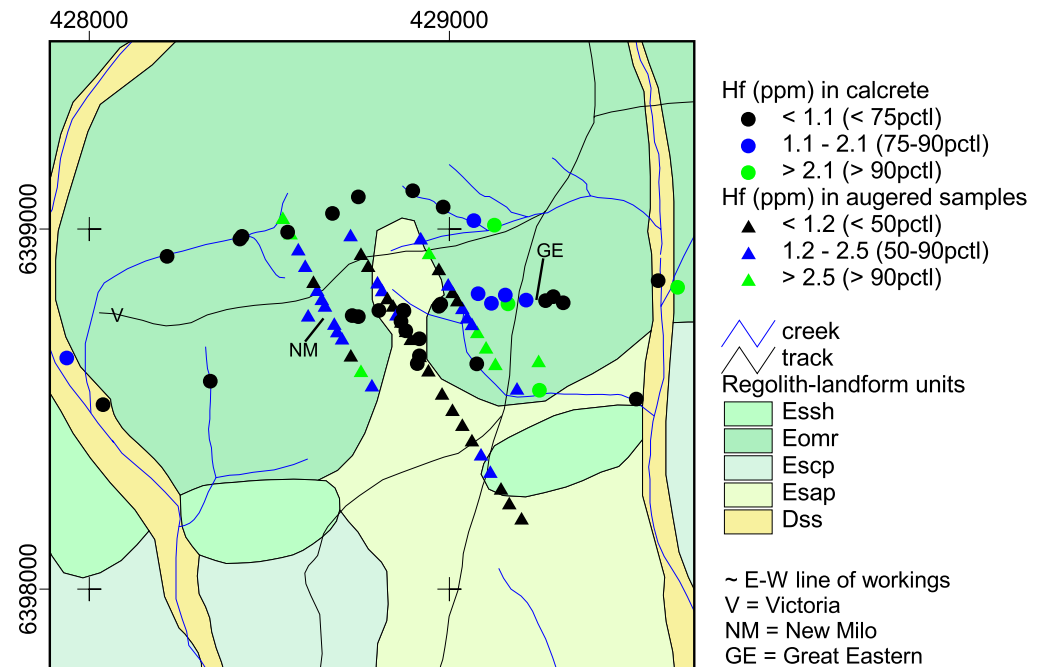 428000
429000
6399000
6398000
V
NM
GE
Hf (ppm) in calcrete
< 1.1 (< 75pctl)
1.1 - 2.1 (75-90pctl)
> 2.1 (> 90pctl)
Hf (ppm) in augered samples
< 1.2 (< 50pctl)
1.2 - 2.5 (50-90pctl)
> 2.5 (> 90pctl)
creek
track
Regolith-landform units
Essh
Eomr
Escp
Esap
Dss
~ E-W line of workings
V = Victoria
NM = New Milo
GE = Great Eastern